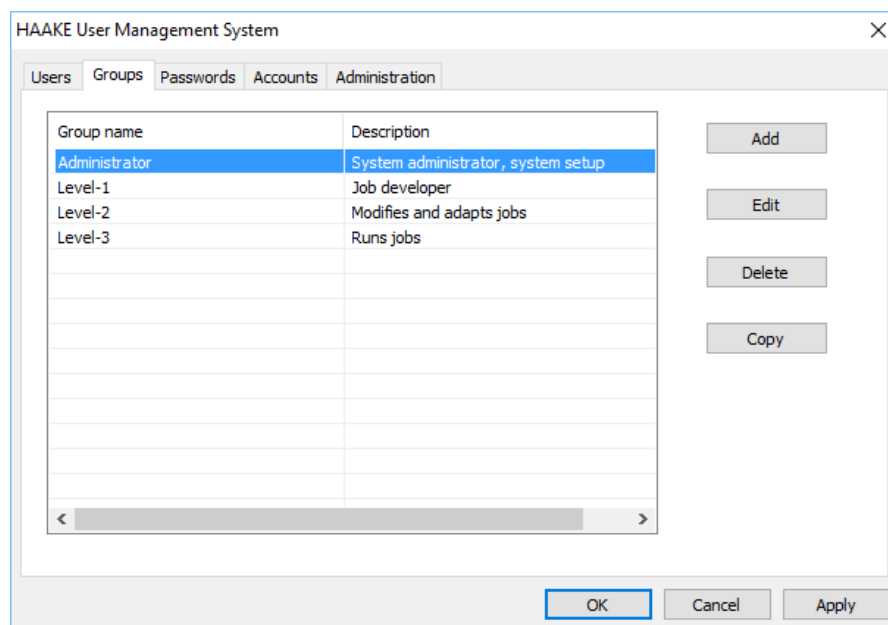 HAAKE User Management System
Users Groups Passwords Accounts Administration
Group name Description
Administrator System administrator, system setup
Level-1 Job developer
Level-2 Modifies and adapts jobs
Level-3 Runs jobs
Add
Edit
Delete
Copy
OK Cancel Apply